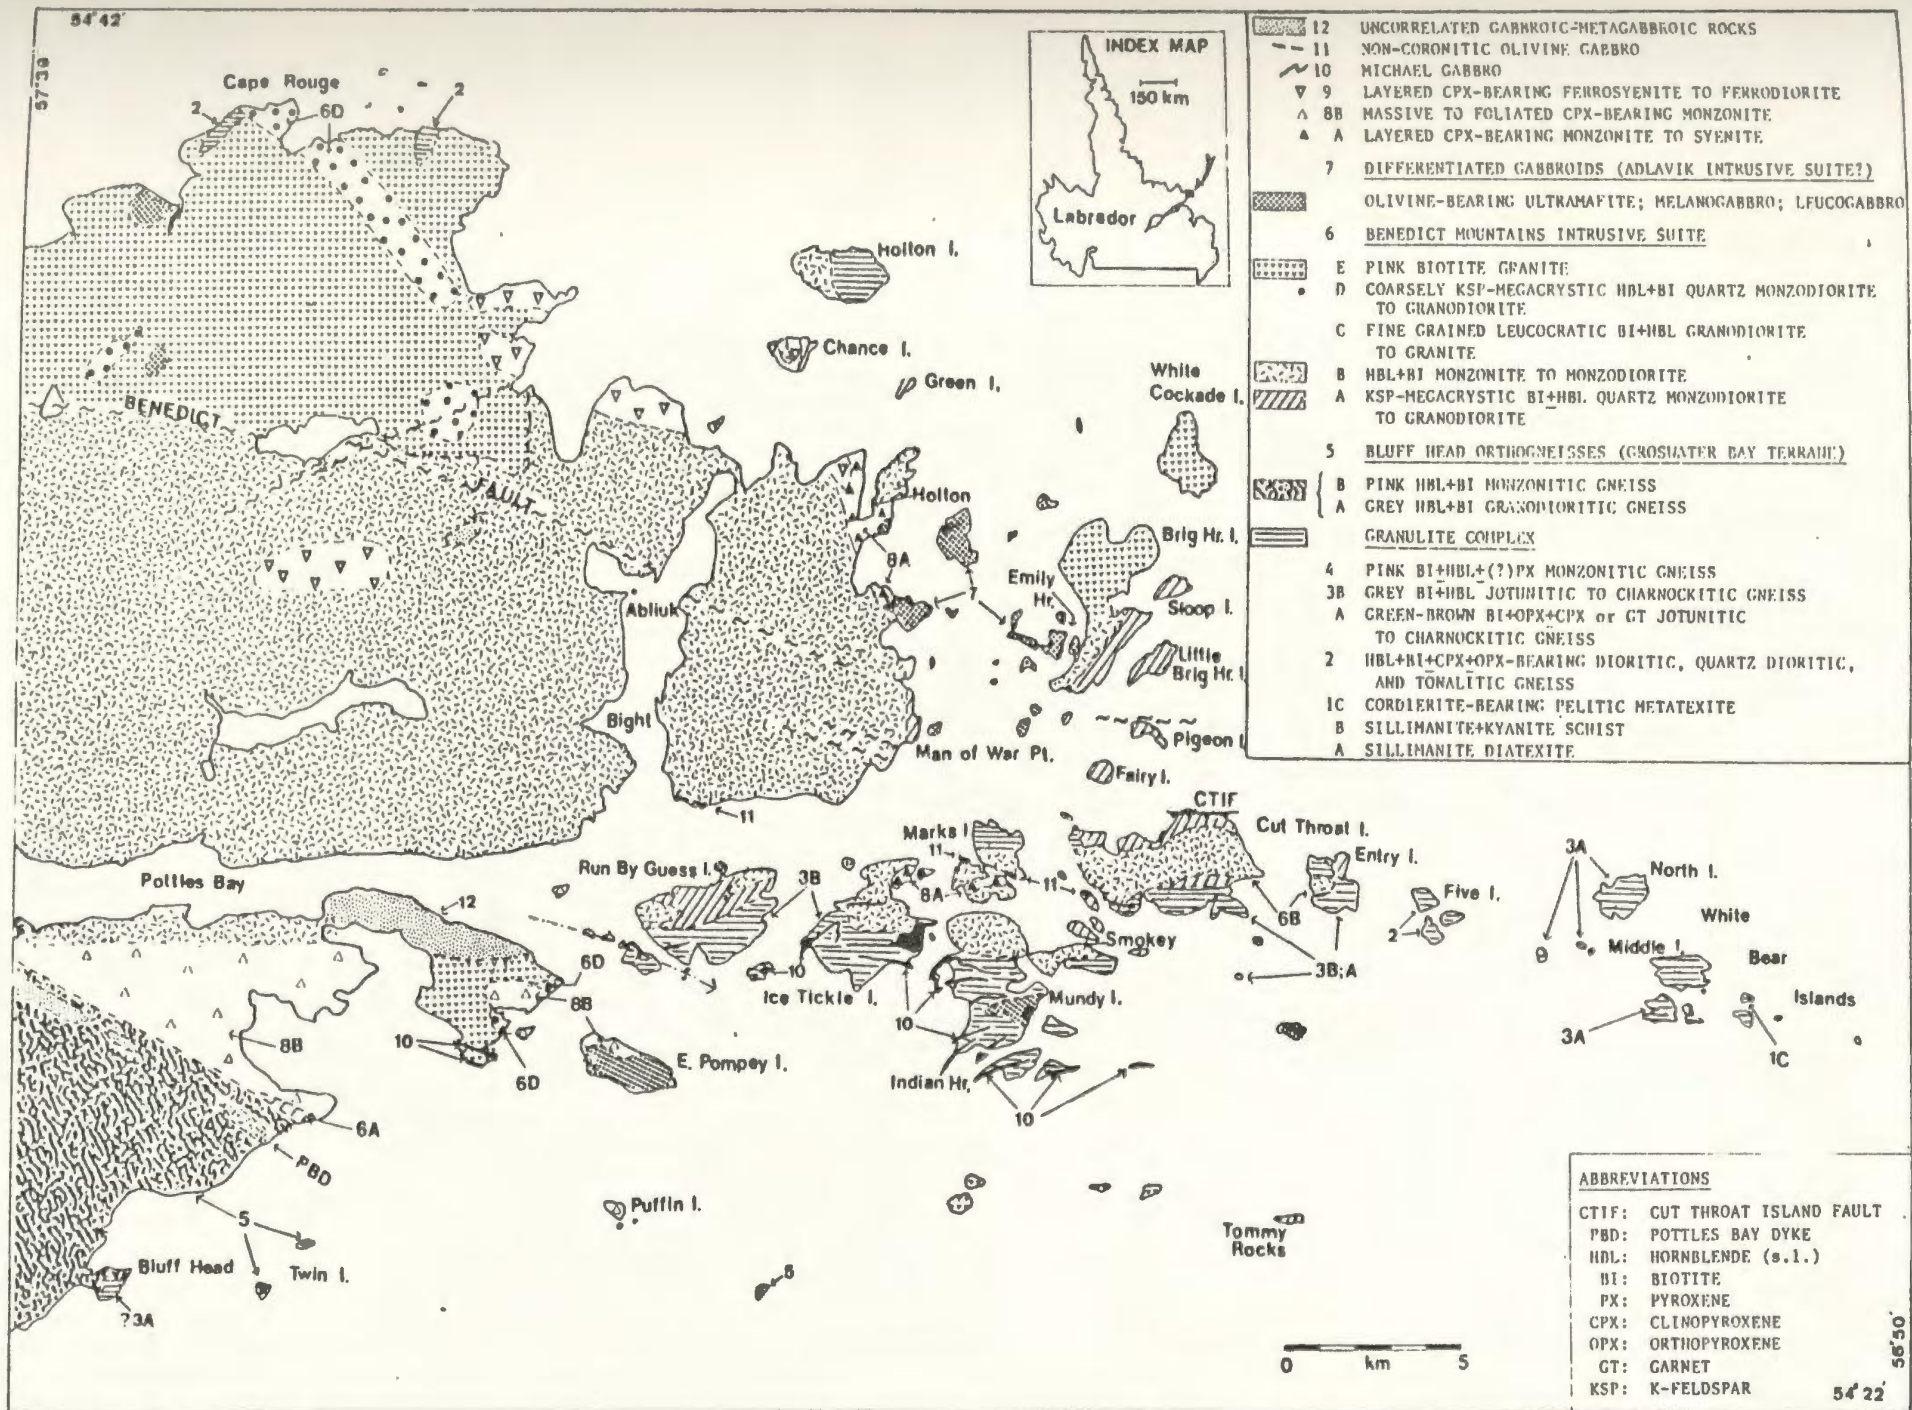 54°42'
57°39'
Cape Rouge
2
6D
2
INDEX MAP
150 km
Labrador
12 UNCORRELATED GABBROIC-METAGABBROIC ROCKS
11 NON-CORONITIC OLIVINE GABBRO
10 MICHAEL GABBRO
9 LAYERED CPX-BEARING FERROSYENITE TO FERRODIORITE
8B MASSIVE TO FOLIATED CPX-BEARING MONZONITE
A LAYERED CPX-BEARING MONZONITE TO SYENITE
7 DIFFERENTIATED GABBROIDS (ADLAVIK INTRUSIVE SUITE?)
OLIVINE-BEARING ULTRAMAFITE; MELANOGABBRO; LEUCOGABBRO
6 BENEDICT MOUNTAINS INTRUSIVE SUITE
E PINK BIOTITE GRANITE
D COARSELY KSP-MEGACRYSTIC HBL+BI QUARTZ MONZODIORITE
TO GRANODIORITE
C FINE GRAINED LEUCOCRATIC BI+HBL GRANODIORITE
TO GRANITE
B HBL+BI MONZONITE TO MONZODIORITE
A KSP-MEGACRYSTIC BI+HBL QUARTZ MONZODIORITE
TO GRANODIORITE
5 BLUFF HEAD ORTHOGNEISSES (GROSWATER BAY TERRANE)
B PINK HBL+BI MONZONITIC GNEISS
A GREY HBL+BI GRANODIORITIC GNEISS
GRANULITE COMPLEX
4 PINK BI+HBL+(?)PX MONZONITIC GNEISS
3B GREY BI+HBL JOTUNITIC TO CHARNOCKITIC GNEISS
A GREEN-BROWN BI+OPX+CPX or GT JOTUNITIC
TO CHARNOCKITIC GNEISS
2 HBL+BI+CPX+OPX-BEARING DIORITIC, QUARTZ DIORITIC,
AND TONALITIC GNEISS
1C CORDIERITE-BEARING PELITIC METATEXITE
B SILLIMANITE+KYANITE SCHIST
A SILLIMANITE DIATEXITE
Holton I.
Chance I.
Green I.
White
Cockade I.
BENEDICT
FAULT
Holton
8A
Brig Hr. I.
Emily
Hr.
7
Sloop I.
Abliuk
Little
Brig Hr. I
Bight
Man of War Pt.
Pigeon I
Fairy I.
11
CTIF
Marks I
11
Cut Throat I.
Entry I.
3A
North I.
Run By Guess I.
3B
8A
11
6B
Five I.
2
White
Pottles Bay
12
Smokey
Middle I.
Bear
6D
10
3B;A
Islands
8B
Ice Tickle I.
Mundy I.
10
8B
10
3A
1C
6D
E. Pompey I.
Indian Hr.
10
6A
PBD
5
Puffin I.
Tommy
Rocks
Bluff Head
Twin I.
5
?3A
0 km 5
ABBREVIATIONS
CTIF: CUT THROAT ISLAND FAULT
PBD: POTTLES BAY DYKE
HBL: HORNBLENDE (s.l.)
BI: BIOTITE
PX: PYROXENE
CPX: CLINOPYROXENE
OPX: ORTHOPYROXENE
GT: GARNET
KSP: K-FELDSPAR
54°22'